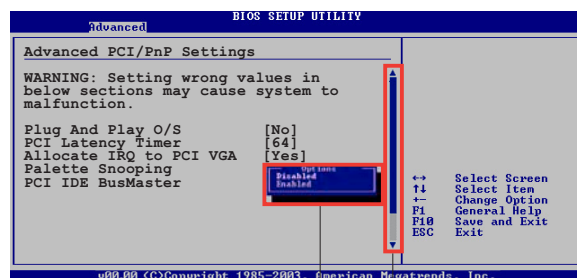 BIOS SETUP UTILITY
Advanced
Advanced PCI/PnP Settings
WARNING: Setting wrong values in
below sections may cause system to
malfunction.
Plug And Play O/S [No]
PCI Latency Timer [64]
Allocate IRQ to PCI VGA [Yes]
Palette Snooping
PCI IDE BusMaster
Options
Disabled
Enabled
↔ Select Screen
↑↓ Select Item
+- Change Option
F1 General Help
F10 Save and Exit
ESC Exit
v00.00 (C)Copyright 1985-2003, American Megatrends, Inc.